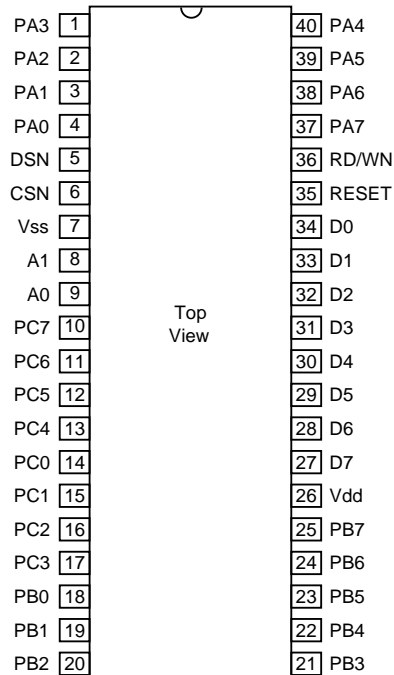 PA3 1 40 PA4
PA2 2 39 PA5
PA1 3 38 PA6
PA0 4 37 PA7
DSN 5 36 RD/WN
CSN 6 35 RESET
Vss 7 34 D0
A1 8 33 D1
A0 9 32 D2
PC7 10 31 D3
Top
View
PC6 11 30 D4
PC5 12 29 D5
PC4 13 28 D6
PC0 14 27 D7
PC1 15 26 Vdd
PC2 16 25 PB7
PC3 17 24 PB6
PB0 18 23 PB5
PB1 19 22 PB4
PB2 20 21 PB3